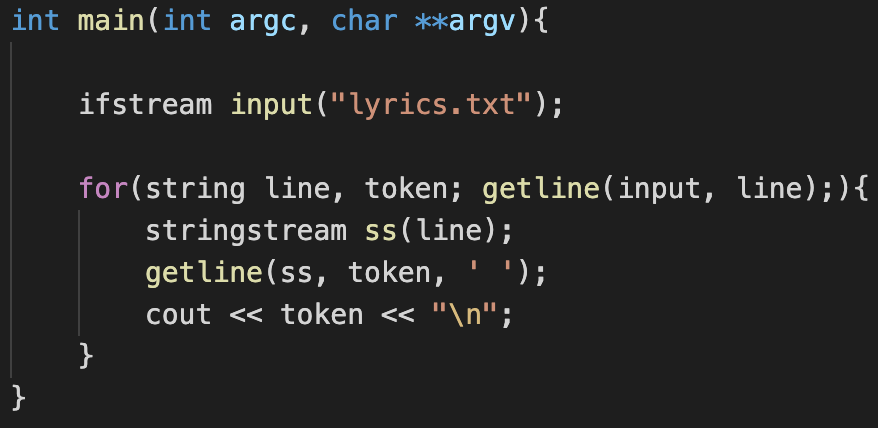 int main(int argc, char **argv){
ifstream input("lyrics.txt");
for(string line, token; getline(input, line);){
stringstream ss(line);
getline(ss, token, ' ');
cout << token << "\n";
}
}